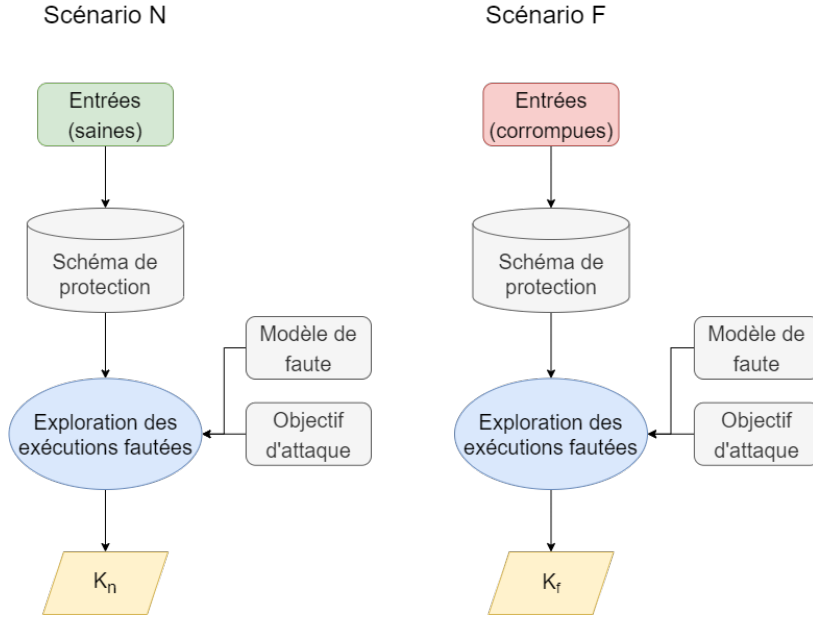 Scénario N
Entrées
(saines)
Schéma de
protection
Modèle de
faute
Exploration des
exécutions fautées
Objectif
d'attaque
Kn
Scénario F
Entrées
(corrompues)
Schéma de
protection
Modèle de
faute
Exploration des
exécutions fautées
Objectif
d'attaque
Kf